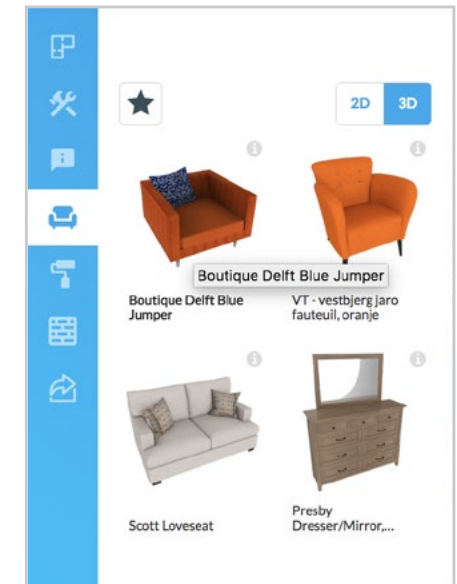 2D 3D
Boutique Delft Blue Jumper
Boutique Delft Blue
Jumper
VT - vestbjerg jaro
fauteuil, oranje
Scott Loveseat
Presby
Dresser/Mirror,...